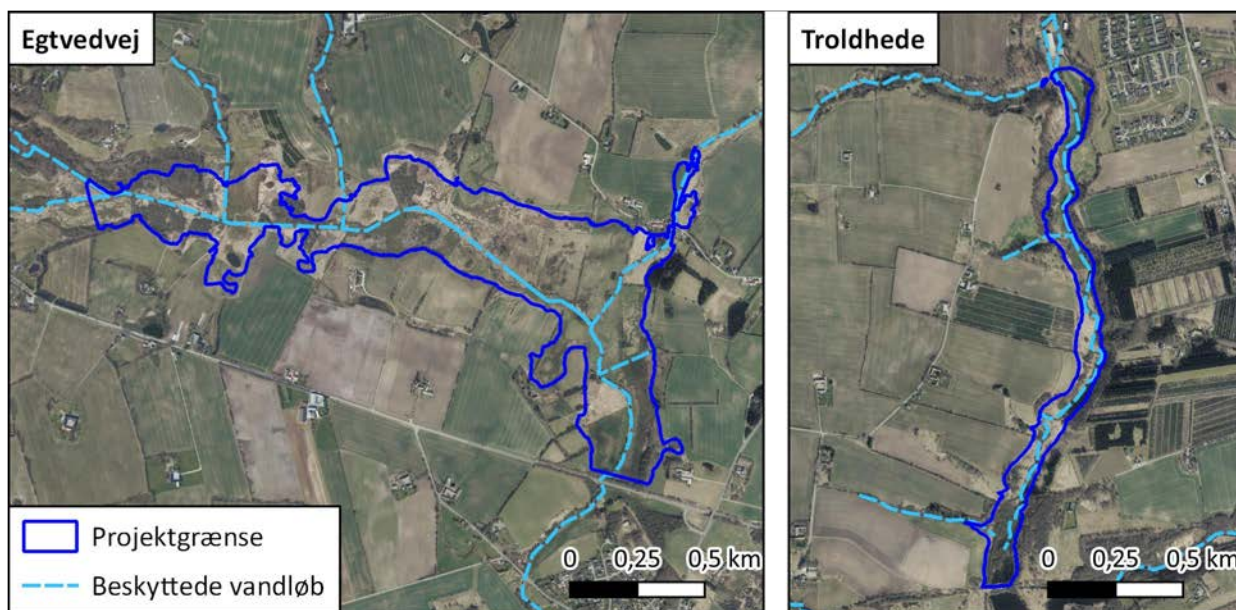 Egtvedvej
Troldhede
Projektgrænse
Beskyttede vandløb
0 0,25 0,5 km
0 0,25 0,5 km